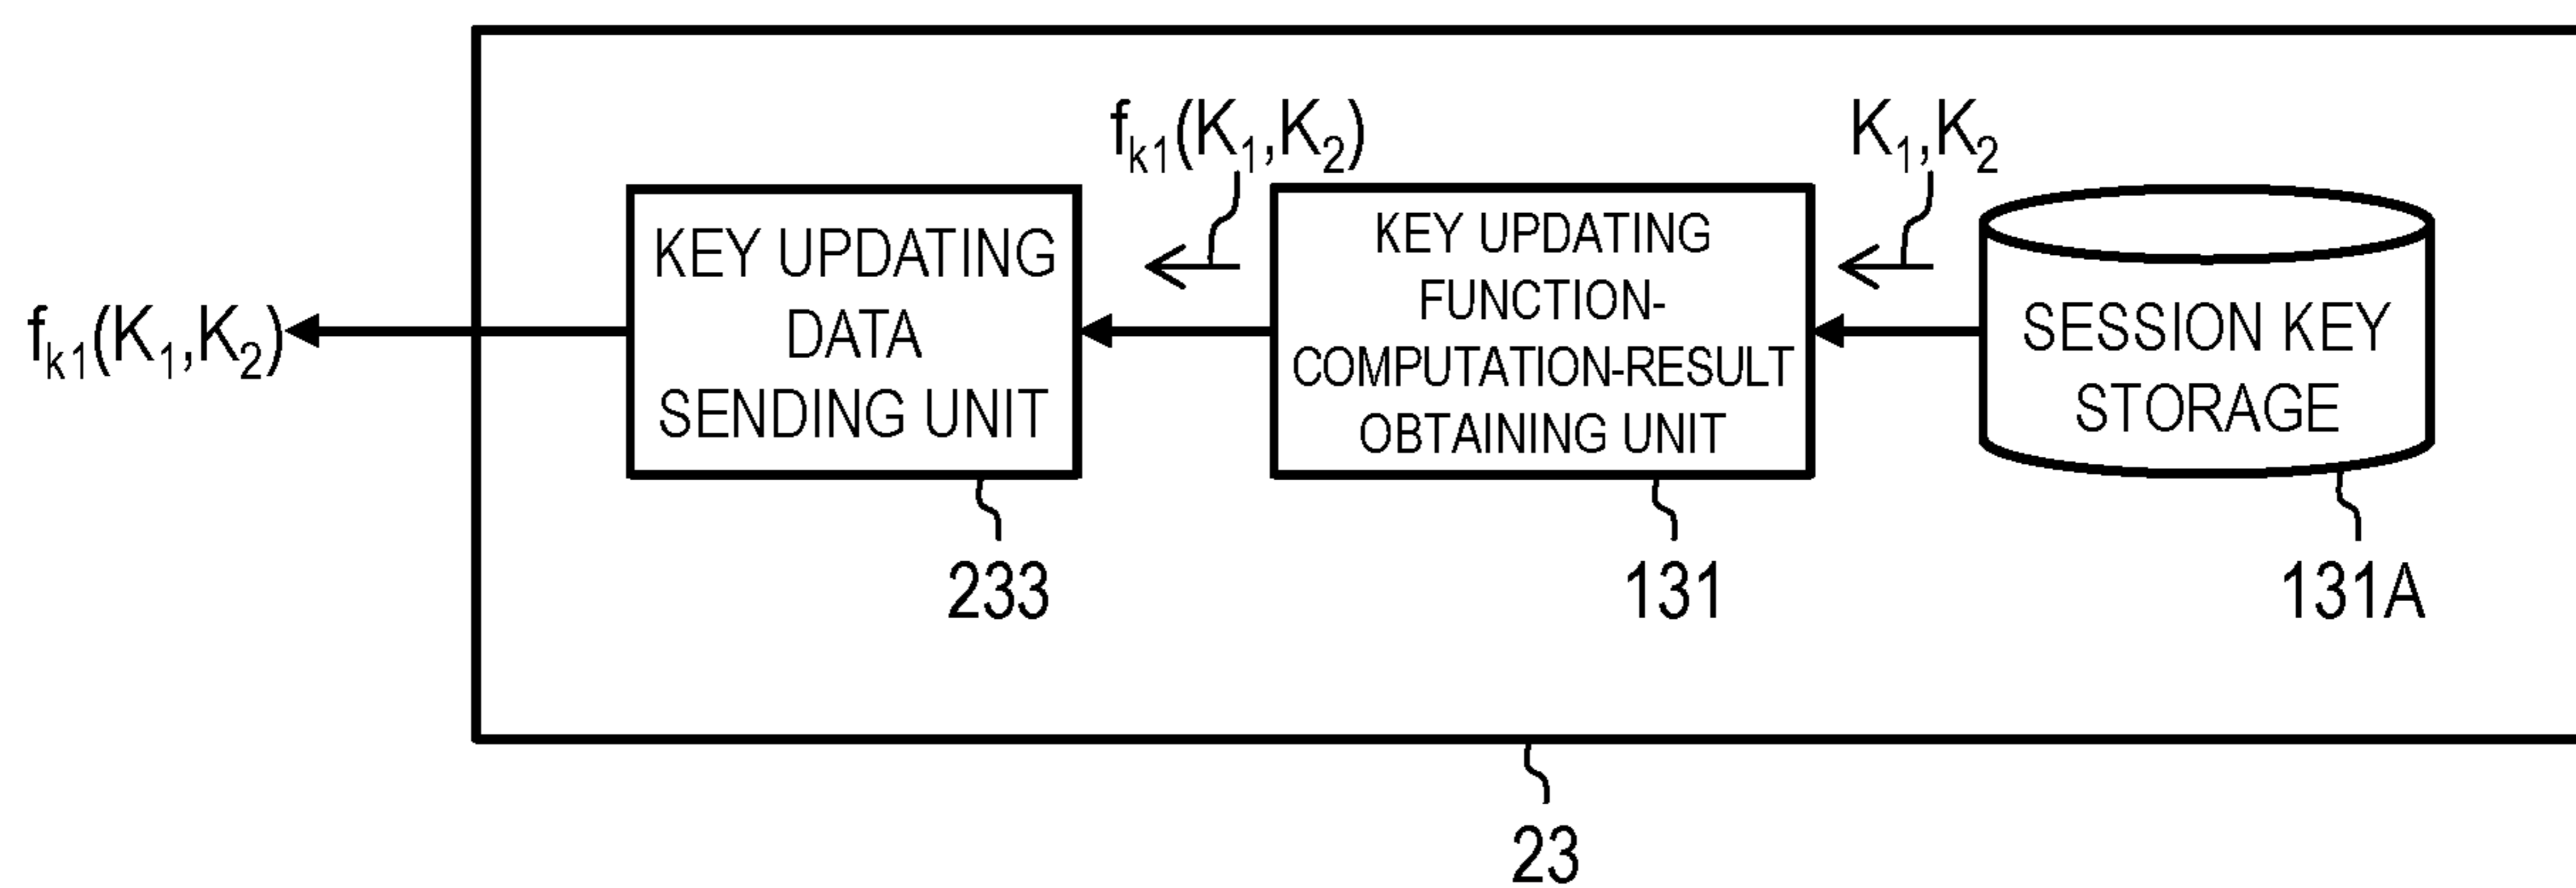 f_k1(K_1,K_2)
K_1,K_2
KEY UPDATING
DATA
SENDING UNIT
KEY UPDATING
FUNCTION-
COMPUTATION-RESULT
OBTAINING UNIT
SESSION KEY
STORAGE
f_k1(K_1,K_2)
233
131
131A
23